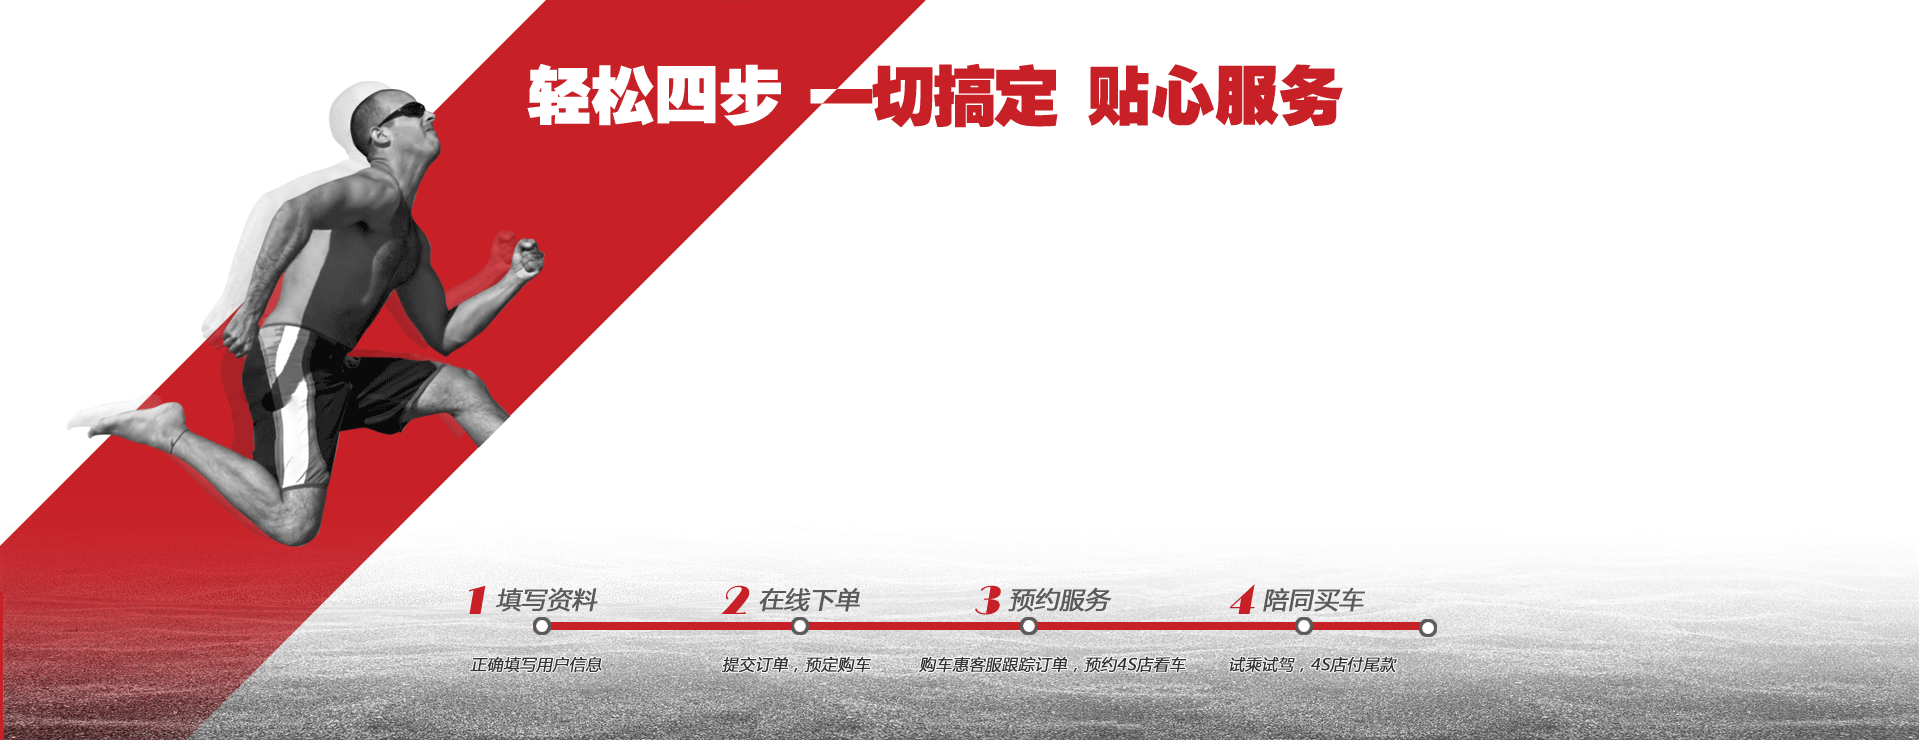 轻松四步 一切搞定 贴心服务
1 填写资料
2 在线下单
3 预约服务
4 陪同买车
正确填写用户信息
提交订单，预定购车
购车惠客服跟踪订单，预约4S店看车
试乘试驾，4S店付尾款